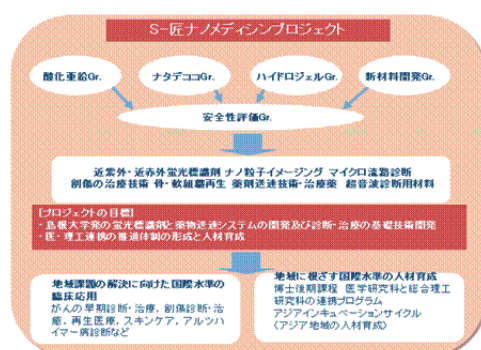 S-匠ナノメディシンプロジェクト
酸化亜鉛Gr.
ナタデココGr.
ハイドロジェルGr.
新材料開発Gr.
安全性評価Gr.
近紫外・近赤外蛍光標識剤 ナノ粒子イメージング マイクロ流路診断
創傷の治療技術 骨・軟組織再生 薬剤送達技術・治療薬 超音波診断用材料
[プロジェクトの目標]
・島根大学発の蛍光標識剤と薬物送達システムの開発及び診断・治療の基礎技術開発
・医・理工連携の推進体制の形成と人材育成
地域課題の解決に向けた国際水準の
臨床応用
がんの早期診断・治療, 創傷診断・治
癒, 再生医療, スキンケア, アルツハ
イマー病診断など
地域に根ざす国際水準の人材育成
博士後期課程 医学研究科と総合理工
研究科の連携プログラム
アジアインキュベーションサイクル
(アジア地域の人材育成)